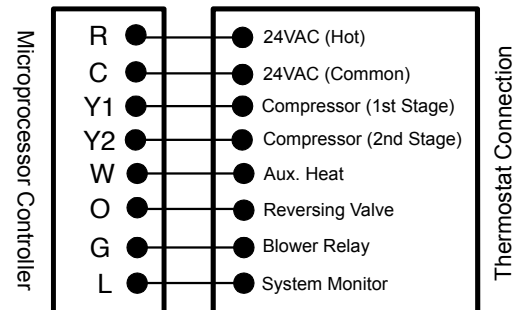 Microprocessor Controller
R 24VAC (Hot)
C 24VAC (Common)
Y1 Compressor (1st Stage)
Y2 Compressor (2nd Stage)
W Aux. Heat
O Reversing Valve
G Blower Relay
L System Monitor
Thermostat Connection